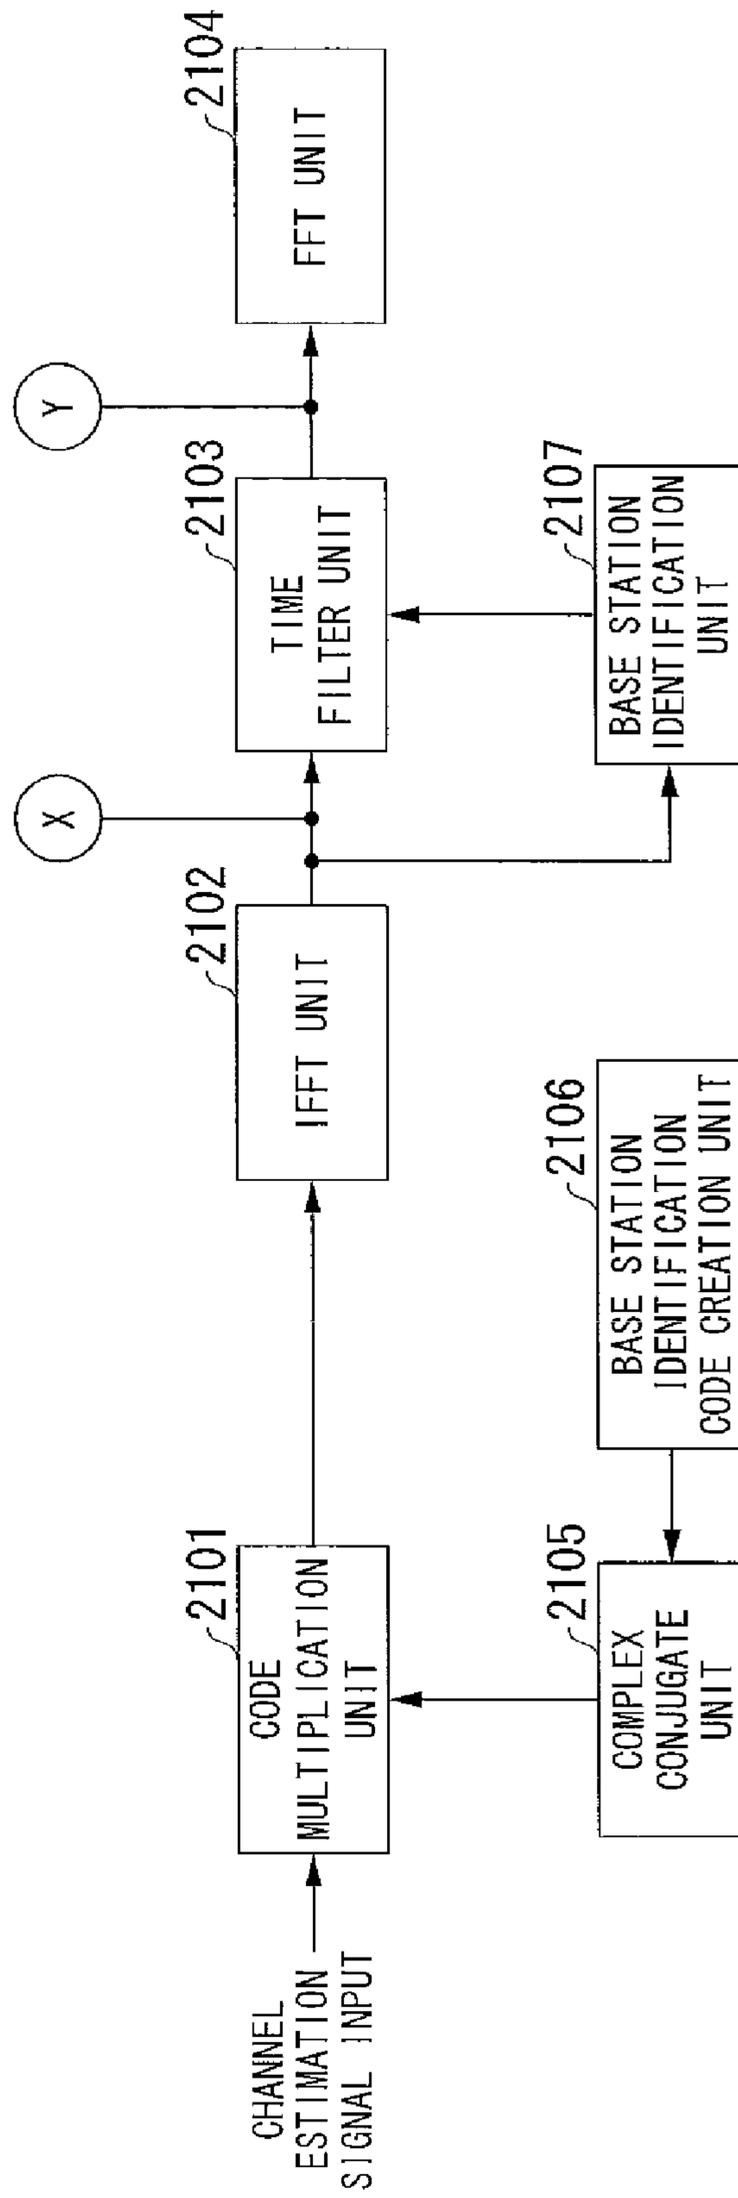 CHANNEL
ESTIMATION
SIGNAL INPUT
2101
CODE
MULTIPLICATION
UNIT
2102
IFFT UNIT
X
2103
TIME
FILTER UNIT
Y
2104
FFT UNIT
2105
COMPLEX
CONJUGATE
UNIT
2106
BASE STATION
IDENTIFICATION
CODE CREATION UNIT
2107
BASE STATION
IDENTIFICATION
UNIT